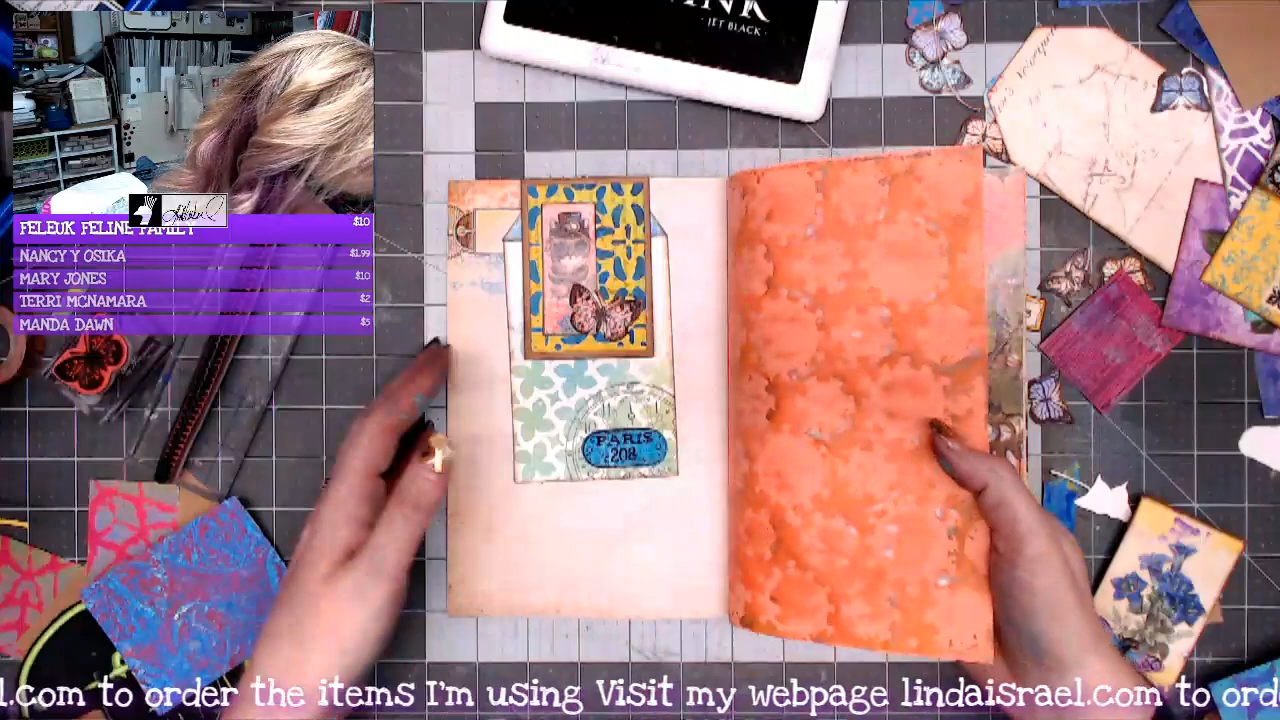 INK
· JET BLACK ·
FELEUK FELINE FAMILY $10
NANCY Y OSIKA $1.99
MARY JONES $10
TERRI MCNAMARA $2
MANDA DAWN $5
PARIS
208
l.com to order the items I'm using Visit my webpage lindaisrael.com to ord